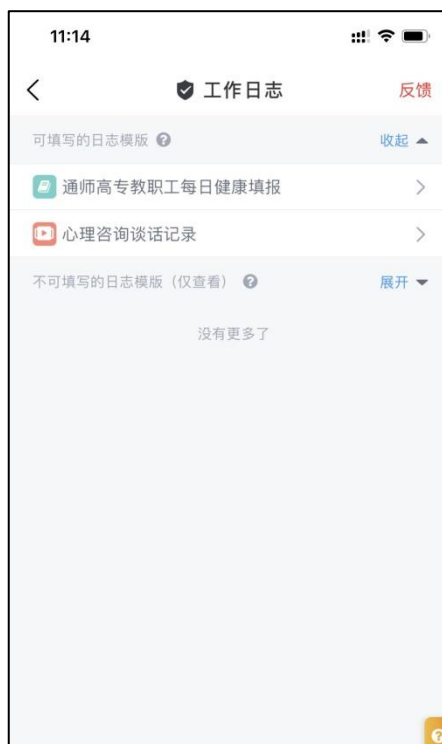 11:14
工作日志
反馈
可填写的日志模版
收起
通师高专教职工每日健康填报
心理咨询谈话记录
不可填写的日志模版（仅查看）
展开
没有更多了